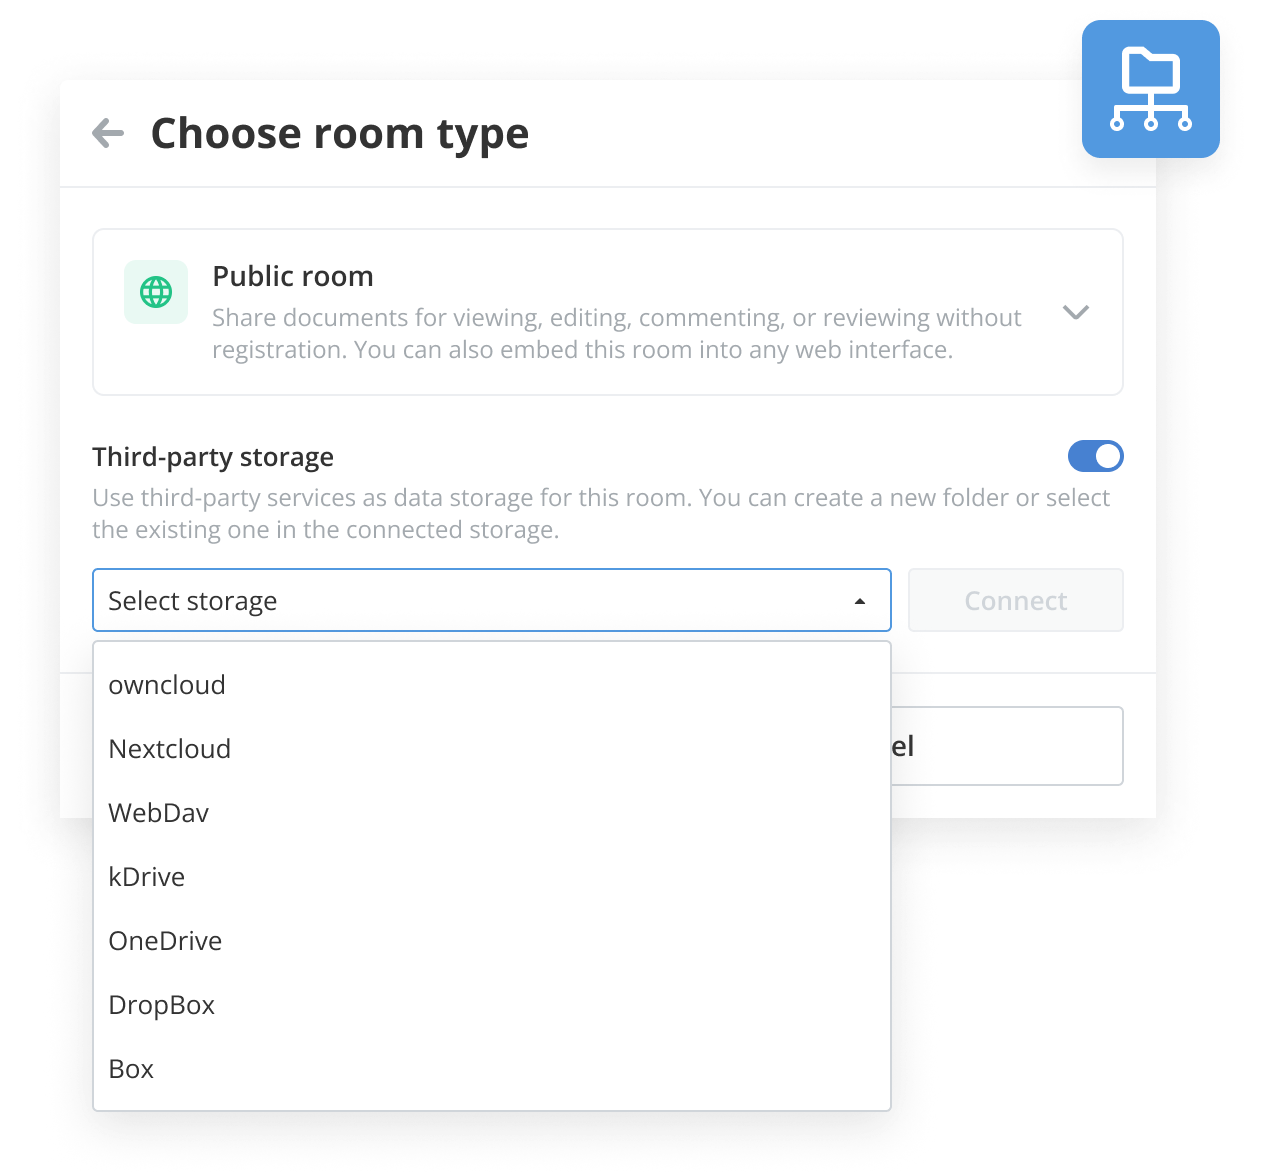 Choose room type
Public room
Share documents for viewing, editing, commenting, or reviewing without
registration. You can also embed this room into any web interface.
Third-party storage
Use third-party services as data storage for this room. You can create a new folder or select
the existing one in the connected storage.
Select storage
Connect
owncloud
Nextcloud
el
WebDav
kDrive
OneDrive
DropBox
Box